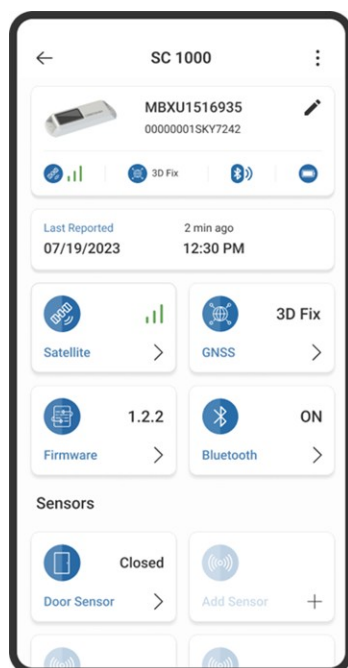 SC 1000
MBXU1516935
00000001SKY7242
3D Fix
Last Reported 2 min ago
07/19/2023 12:30 PM
3D Fix
Satellite GNSS
1.2.2 ON
Firmware Bluetooth
Sensors
Closed
Door Sensor Add Sensor